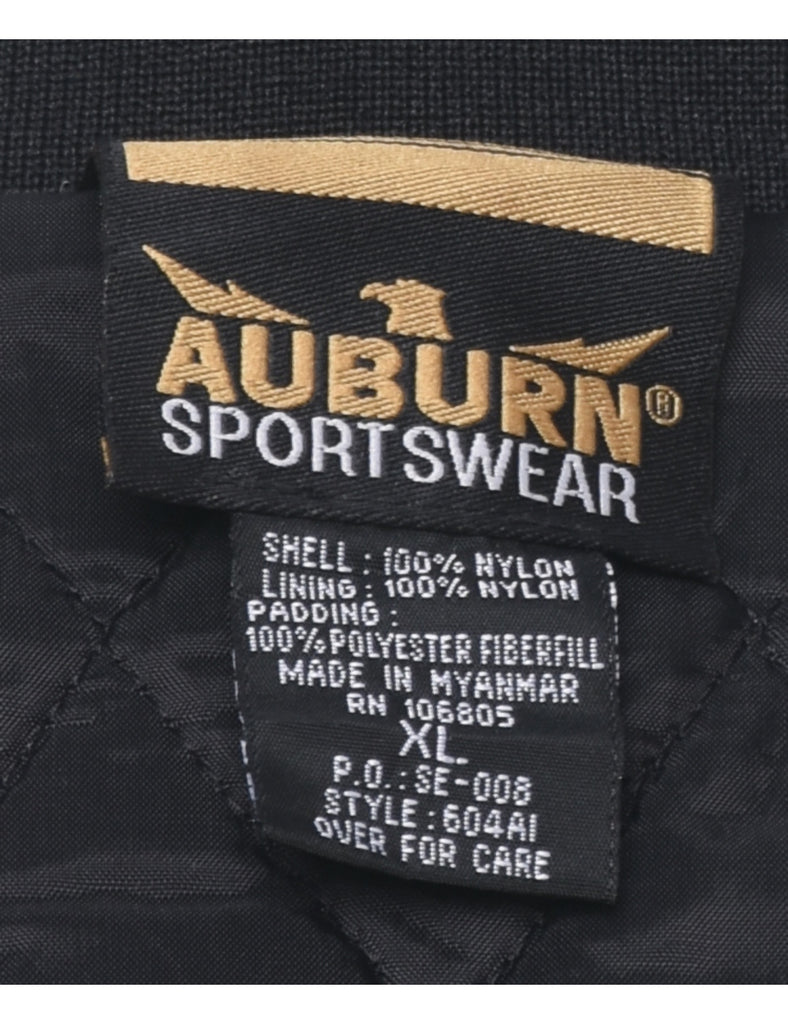 AUBURN®
SPORTSWEAR
SHELL : 100% NYLON
LINING : 100% NYLON
PADDING :
100% POLYESTER FIBERFILL
MADE IN MYANMAR
RN 106805
XL
P.O.: SE-008
STYLE : 604AI
OVER FOR CARE